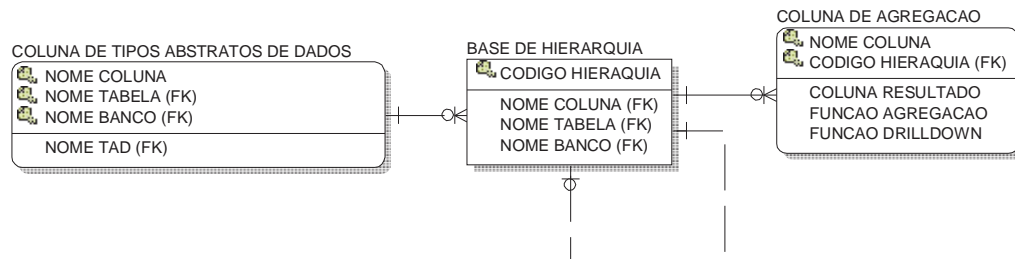 COLUNA DE TIPOS ABSTRATOS DE DADOS
NOME COLUNA
NOME TABELA (FK)
NOME BANCO (FK)
NOME TAD (FK)
BASE DE HIERARQUIA
CODIGO HIERAQUIA
NOME COLUNA (FK)
NOME TABELA (FK)
NOME BANCO (FK)
COLUNA DE AGREGACAO
NOME COLUNA
CODIGO HIERAQUIA (FK)
COLUNA RESULTADO
FUNCAO AGREGACAO
FUNCAO DRILLDOWN